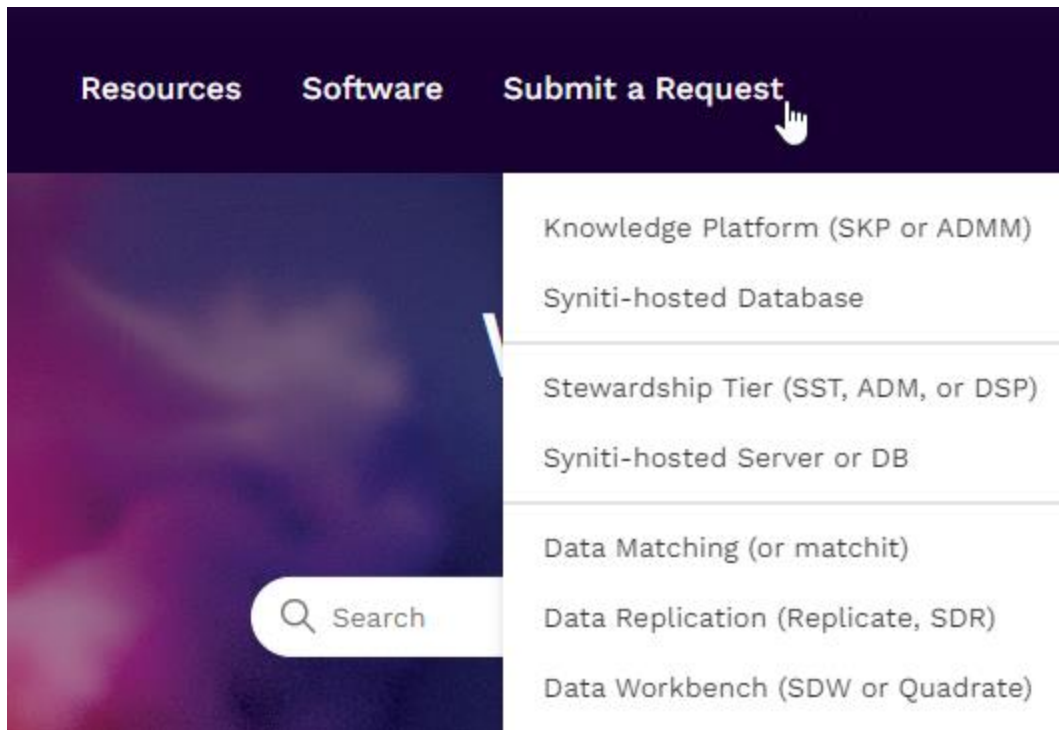 Resources Software Submit a Request
Knowledge Platform (SKP or ADMM)
Syniti-hosted Database
Stewardship Tier (SST, ADM, or DSP)
Syniti-hosted Server or DB
Data Matching (or matchit)
Search
Data Replication (Replicate, SDR)
Data Workbench (SDW or Quadrate)